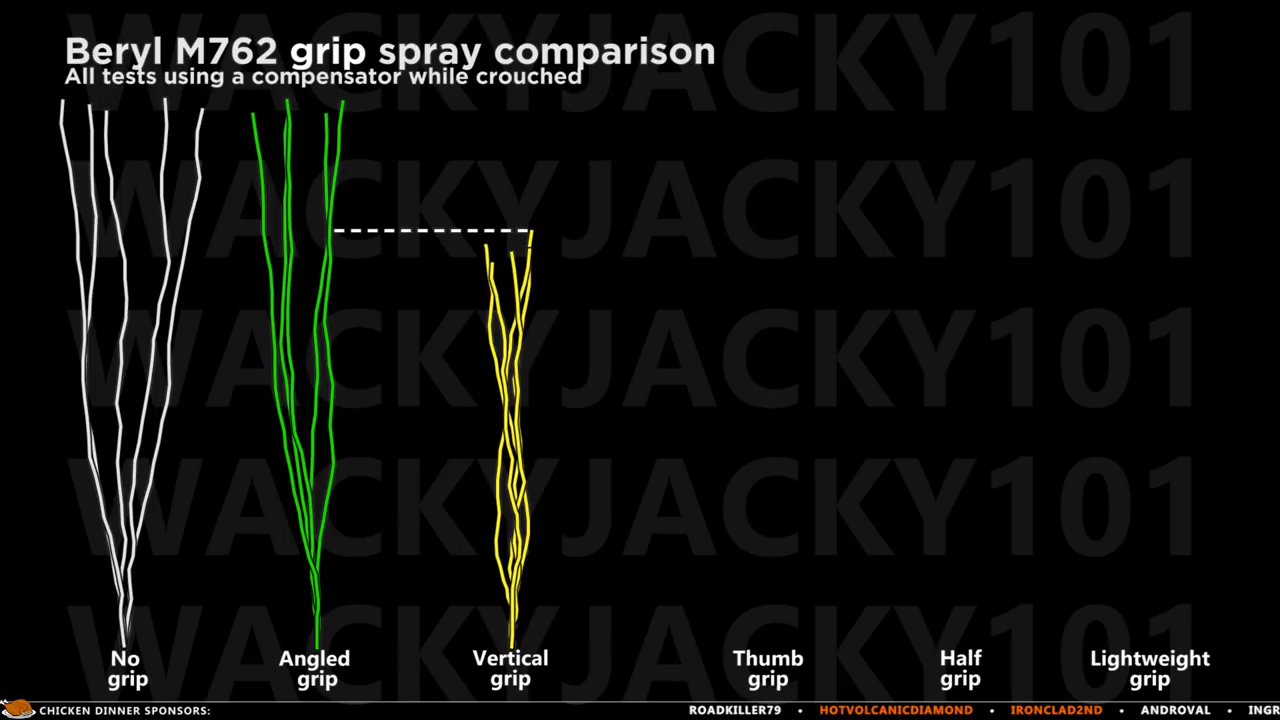 Beryl M762 grip spray comparison
All tests using a compensator while crouched
WACKYJACKY101
WACKYJACKY101
WACKYJACKY101
WACKYJACKY101
WACKYJACKY101
No grip
Angled grip
Vertical grip
Thumb grip
Half grip
Lightweight grip
CHICKEN DINNER SPONSORS: ROADKILLER79 • HOTVOLCANICDIAMOND • IRONCLAD2ND • ANDROVAL • INGR